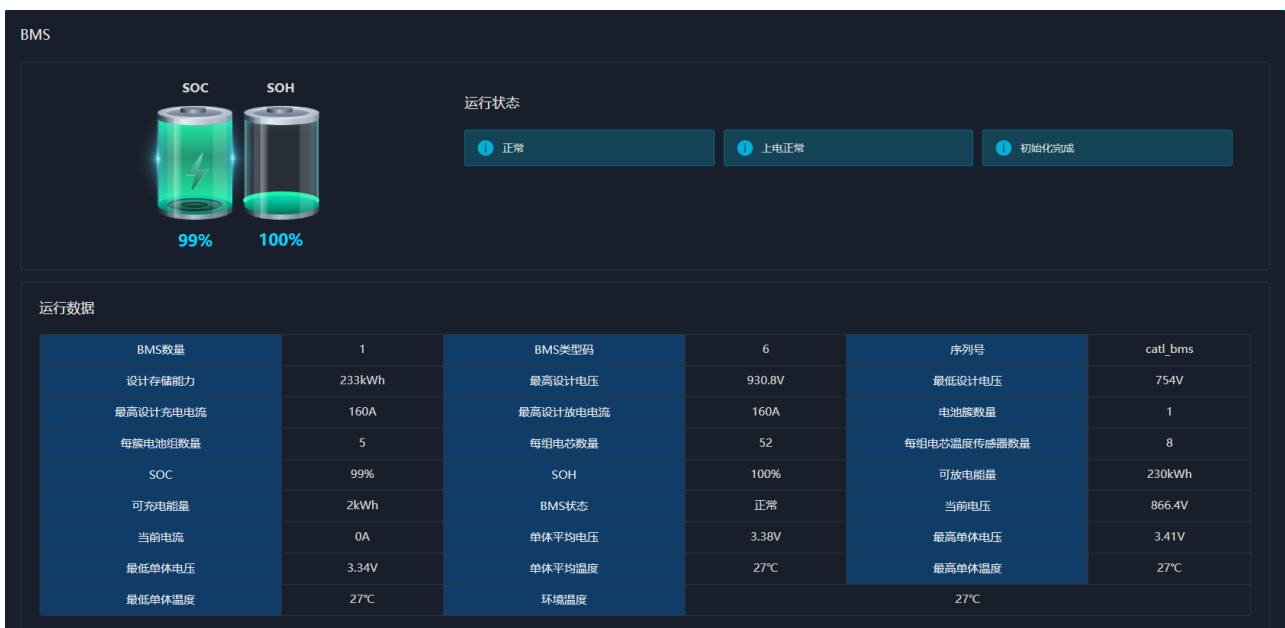 BMS
SOC SOH
99% 100%
运行状态
正常 上电正常 初始化完成
运行数据
BMS数量 1 BMS类型码 6 序列号 catl_bms
设计存储能力 233kWh 最高设计电压 930.8V 最低设计电压 754V
最高设计充电电流 160A 最高设计放电电流 160A 电池簇数量 1
每簇电池组数量 5 每组电芯数量 52 每组电芯温度传感器数量 8
SOC 99% SOH 100% 可放电能量 230kWh
可充电能量 2kWh BMS状态 正常 当前电压 866.4V
当前电流 0A 单体平均电压 3.38V 最高单体电压 3.41V
最低单体电压 3.34V 单体平均温度 27℃ 最高单体温度 27℃
最低单体温度 27℃ 环境温度 27℃